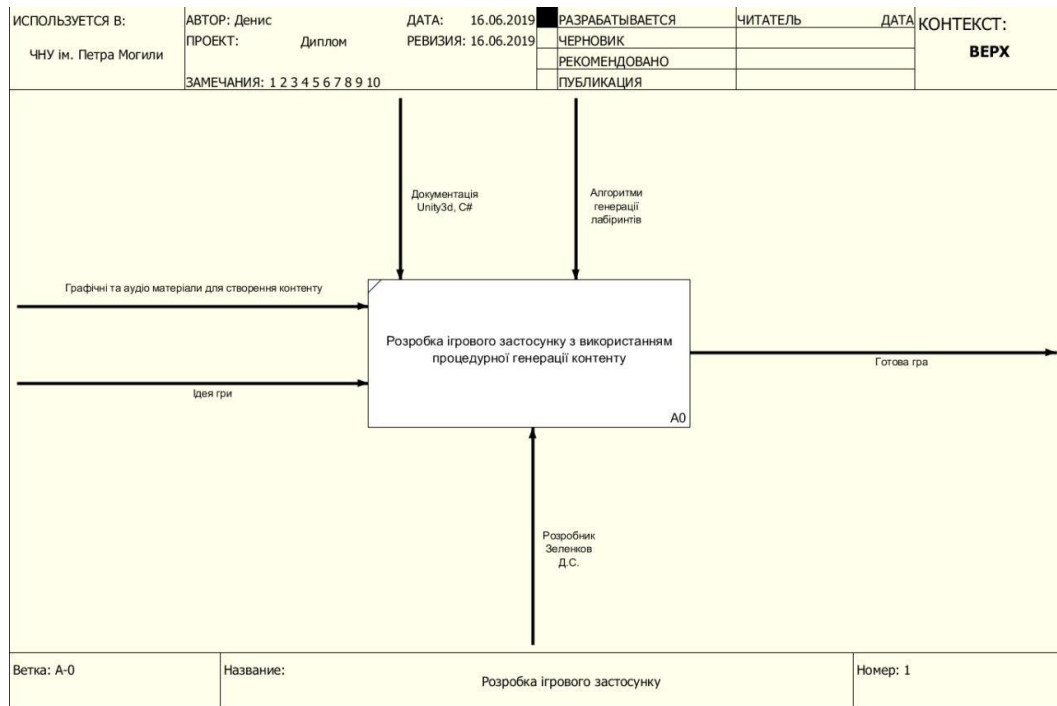 ИСПОЛЬЗУЕТСЯ В:
ЧНУ ім. Петра Могили
АВТОР: Денис
ДАТА: 16.06.2019
ПРОЕКТ: Диплом
РЕВИЗИЯ: 16.06.2019
ЗАМЕЧАНИЯ: 1 2 3 4 5 6 7 8 9 10
РАЗРАБАТЫВАЕТСЯ
ЧЕРНОВИК
РЕКОМЕНДОВАНО
ПУБЛИКАЦИЯ
ЧИТАТЕЛЬ ДАТА
КОНТЕКСТ:
ВЕРХ
Документація
Unity3d, C#
Алгоритми
генерації
лабіринтів
Графічні та аудіо матеріали для створення контенту
Розробка ігрового застосунку з використанням
процедурної генерації контенту
A0
Готова гра
Ідея гри
Розробник
Зеленков
Д.С.
Ветка: A-0
Название:
Розробка ігрового застосунку
Номер: 1